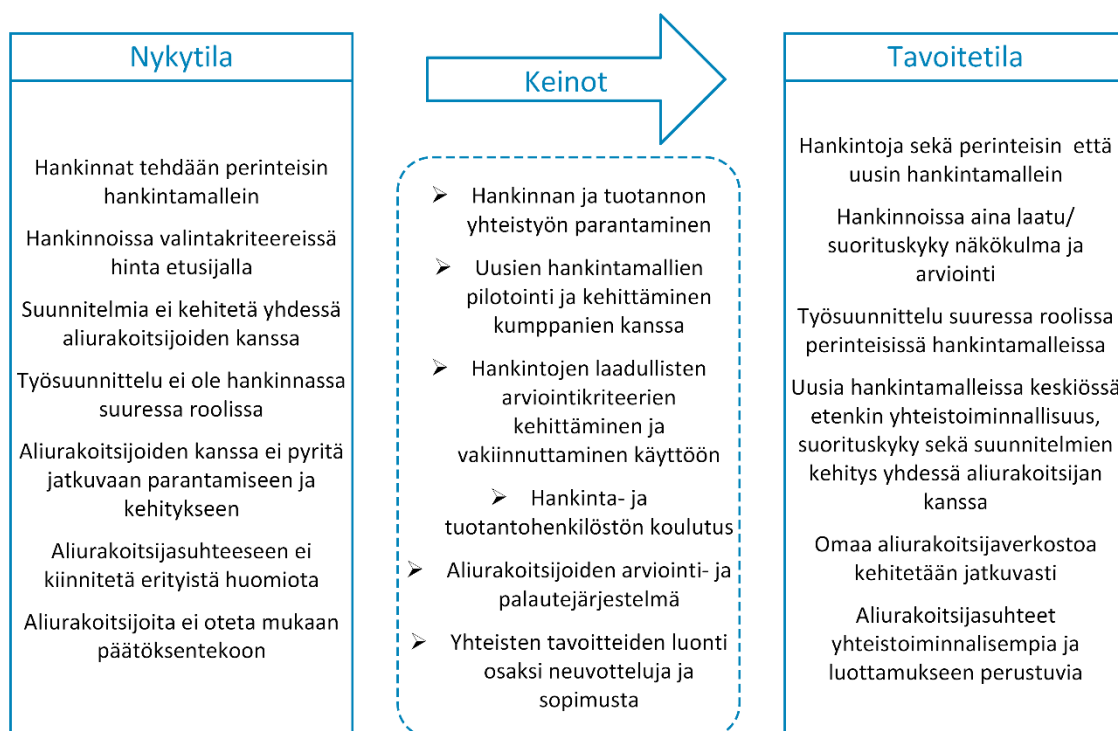 Nykytila
Hankinnat tehdään perinteisin
hankintamallein
Hankinnoissa valintakriteereissä
hinta etusijalla
Suunnitelmia ei kehitetä yhdessä
aliurakoitsijoiden kanssa
Työsuunnittelu ei ole hankinnassa
suuressa roolissa
Aliurakoitsijoiden kanssa ei pyritä
jatkuvaan parantamiseen ja
kehitykseen
Aliurakoitsijasuhteeseen ei
kiinnitetä erityistä huomiota
Aliurakoitsijoita ei oteta mukaan
päätöksentekoon
Keinot
➤ Hankinnan ja tuotannon
yhteistyön parantaminen
➤ Uusien hankintamallien
pilotointi ja kehittäminen
kumppanien kanssa
➤ Hankintojen laadullisten
arviointikriteerien
kehittäminen ja
vakiinnuttaminen käyttöön
➤ Hankinta- ja
tuotantohenkilöstön koulutus
➤ Aliurakoitsijoiden arviointi- ja
palautejärjestelmä
➤ Yhteisten tavoitteiden luonti
osaksi neuvotteluja ja
sopimusta
Tavoitetila
Hankintoja sekä perinteisin että
uusin hankintamallein
Hankinnoissa aina laatu/
suorituskyky näkökulma ja
arviointi
Työsuunnittelu suuressa roolissa
perinteisissä hankintamalleissa
Uusia hankintamalleissa keskiössä
etenkin yhteistoiminnallisuus,
suorituskyky sekä suunnitelmien
kehitys yhdessä aliurakoitsijan
kanssa
Omaa aliurakoitsijaverkostoa
kehitetään jatkuvasti
Aliurakoitsijasuhteet
yhteistoiminnalisempia ja
luottamukseen perustuvia